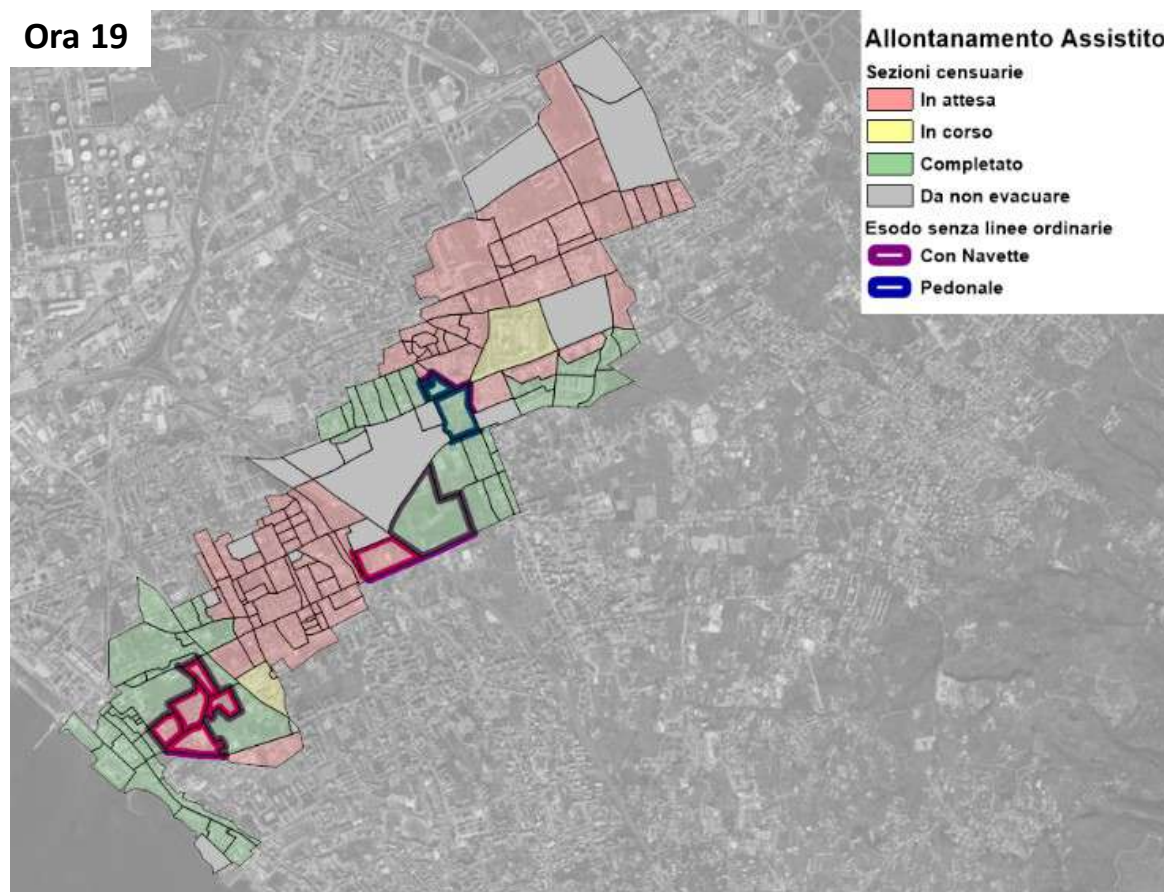 Ora 19
Allontanamento Assistito
Sezioni censuarie
In attesa
In corso
Completato
Da non evacuare
Esodo senza linee ordinarie
Con Navette
Pedonale